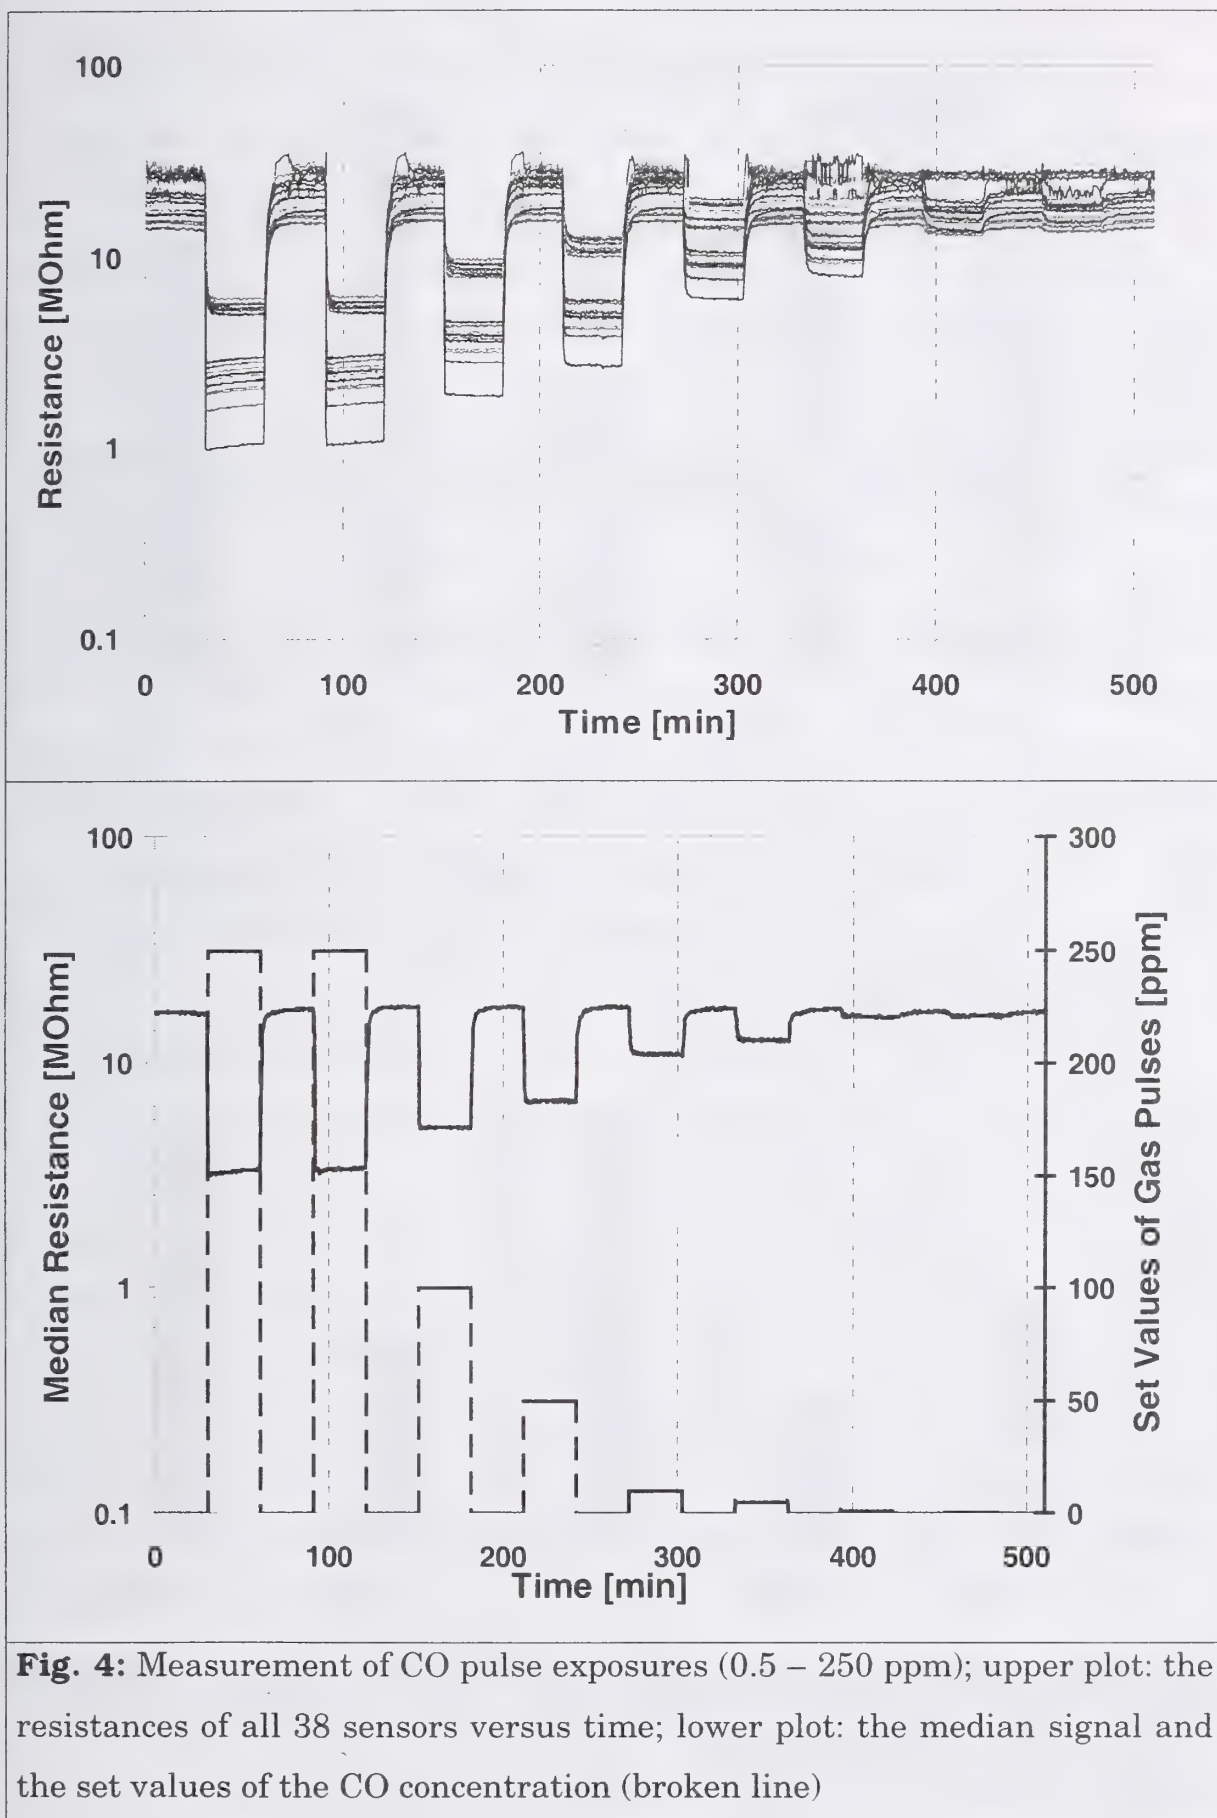 100
10
1
0.1
Resistance [MOhm]
0 100 200 300 400 500
Time [min]
100
10
1
0.1
Median Resistance [MOhm]
300
250
200
150
100
50
0
Set Values of Gas Pulses [ppm]
0 100 200 300 400 500
Time [min]
Fig. 4: Measurement of CO pulse exposures (0.5 – 250 ppm); upper plot: the
resistances of all 38 sensors versus time; lower plot: the median signal and
the set values of the CO concentration (broken line)